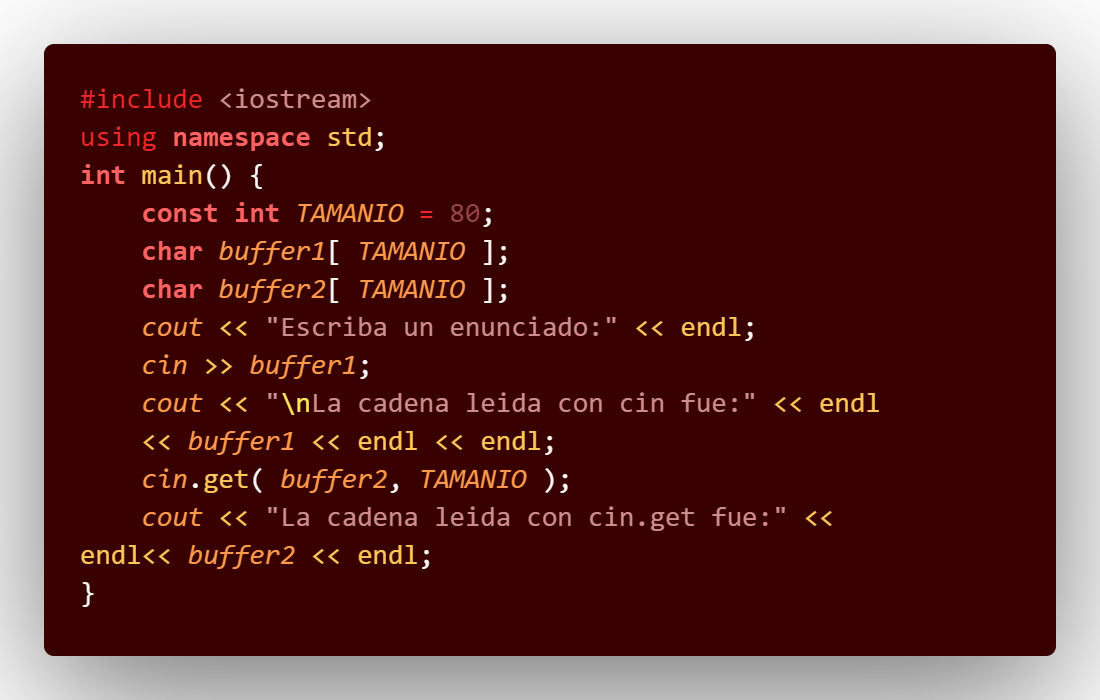 #include <iostream>
using namespace std;
int main() {
    const int TAMANIO = 80;
    char buffer1[ TAMANIO ];
    char buffer2[ TAMANIO ];
    cout << "Escriba un enunciado:" << endl;
    cin >> buffer1;
    cout << "\nLa cadena leida con cin fue:" << endl
    << buffer1 << endl << endl;
    cin.get( buffer2, TAMANIO );
    cout << "La cadena leida con cin.get fue:" <<
endl<< buffer2 << endl;
}